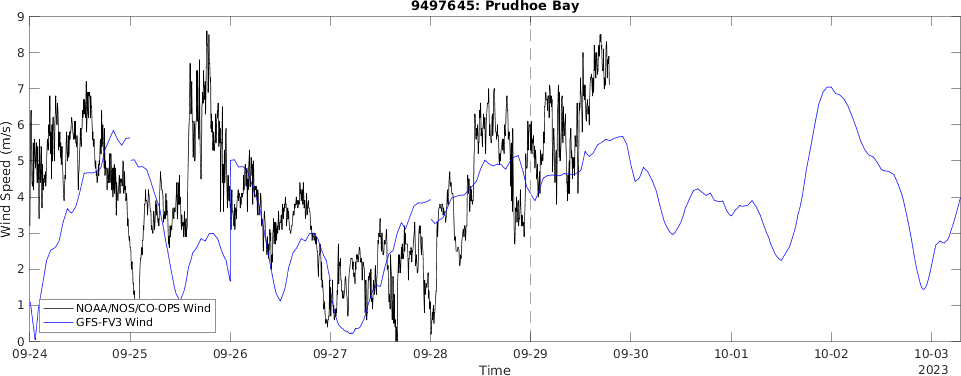 9497645: Prudhoe Bay
9
8
7
6
5
4
3
2
1
0
Wind Speed (m/s)
NOAA/NOS/CO-OPS Wind
GFS-FV3 Wind
09-24 09-25 09-26 09-27 09-28 09-29 09-30 10-01 10-02 10-03
Time
2023